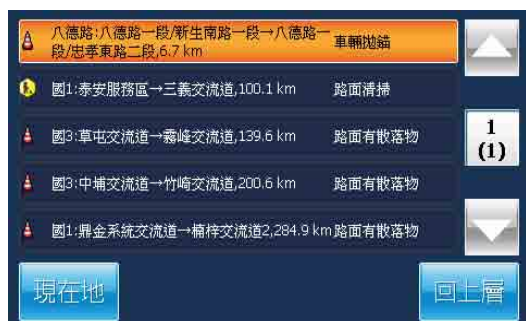 八德路:八德路一段/新生南路一段→八德路一
段/忠孝東路二段,6.7 km
車輛拋錨
國1:泰安服務區→三義交流道,100.1 km
路面清掃
國3:草屯交流道→霧峰交流道,139.6 km
路面有散落物
國3:中埔交流道→竹崎交流道,200.6 km
路面有散落物
國1:鼎金系統交流道→楠梓交流道2,284.9 km
路面有散落物
1
(1)
現在地
回上層